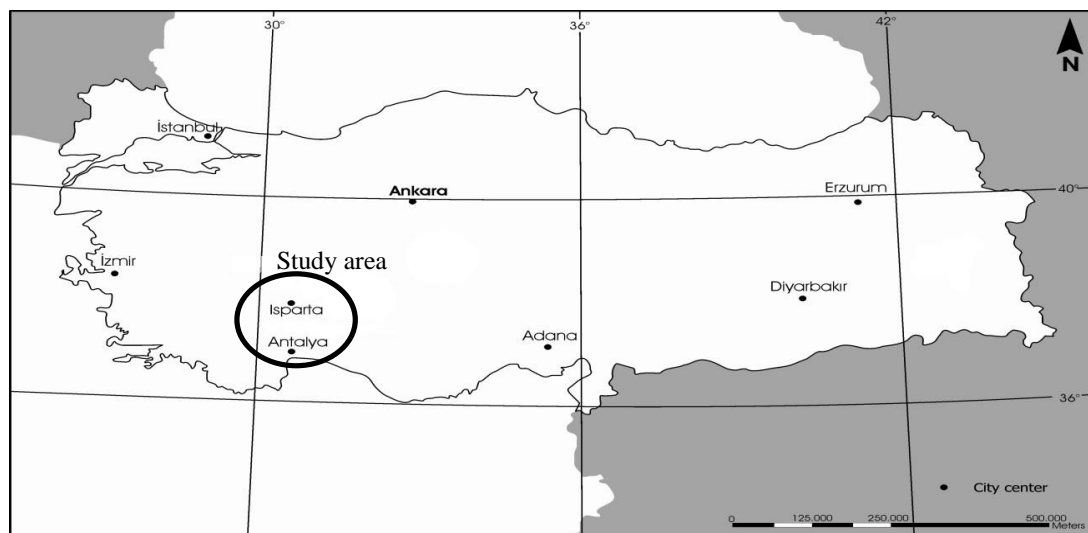 30°
36°
42°
N
İstanbul
Ankara
Erzurum
40°
Study area
İzmir
Isparta
Diyarbakır
Antalya
Adana
36°
City center
0 125.000 250.000 500.000
Meters